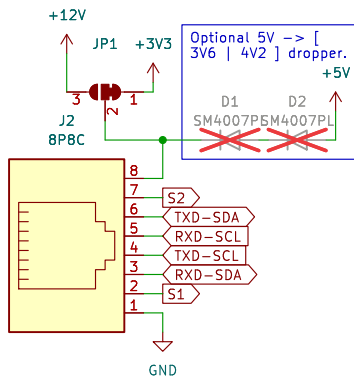 Optional 5V -> [
3V6 | 4V2 ] dropper.
+12V
JP1
+3V3
+5V
3
2
1
D1
D2
SM4007PL
SM4007PL
J2
8P8C
8
7
S2
6
TXD-SDA
5
RXD-SCL
4
TXD-SCL
3
RXD-SDA
2
S1
1
GND